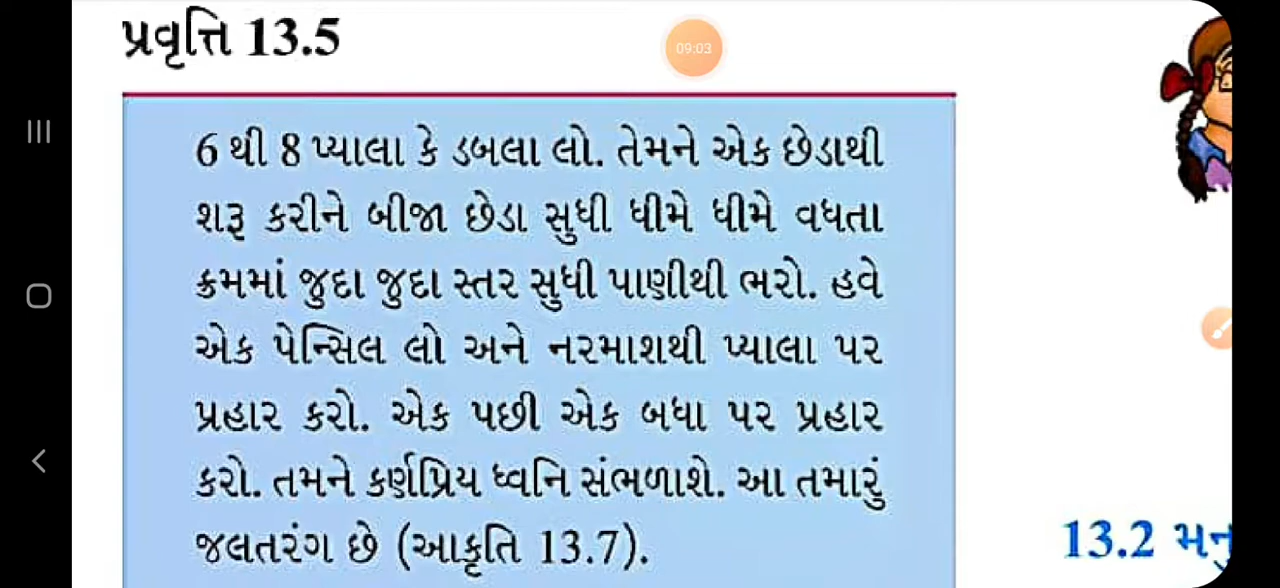 પ્રવૃત્તિ 13.5
09:03
6 થી 8 પ્યાલા કે ડબલા લો. તેમને એક છેડાથી
શરૂ કરીને બીજા છેડા સુધી ધીમે ધીમે વધતા
ક્રમમાં જુદા જુદા સ્તર સુધી પાણીથી ભરો. હવે
એક પેન્સિલ લો અને નરમાશથી પ્યાલા પર
પ્રહાર કરો. એક પછી એક બધા પર પ્રહાર
કરો. તમને કર્ણપ્રિય ધ્વનિ સંભળાશે. આ તમારું
જલતરંગ છે (આકૃતિ 13.7).
13.2